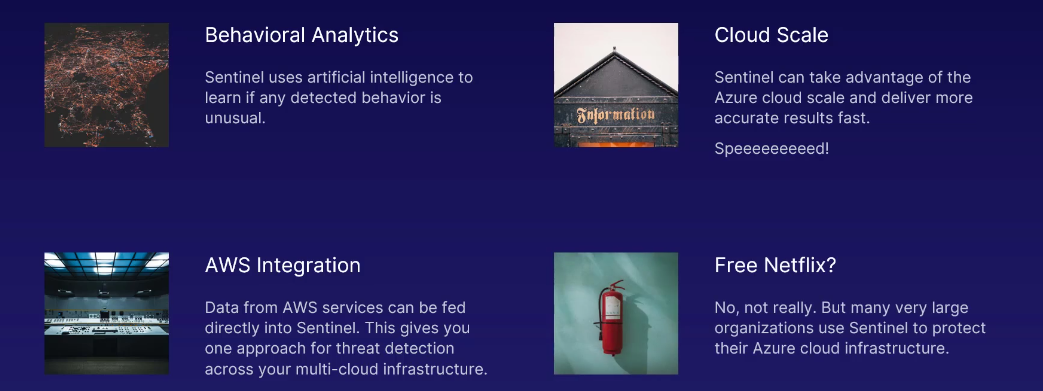 Behavioral Analytics
Sentinel uses artificial intelligence to
learn if any detected behavior is
unusual.
Cloud Scale
Sentinel can take advantage of the
Azure cloud scale and deliver more
accurate results fast.
Speeeeeeeeed!
Information
AWS Integration
Data from AWS services can be fed
directly into Sentinel. This gives you
one approach for threat detection
across your multi-cloud infrastructure.
Free Netflix?
No, not really. But many very large
organizations use Sentinel to protect
their Azure cloud infrastructure.